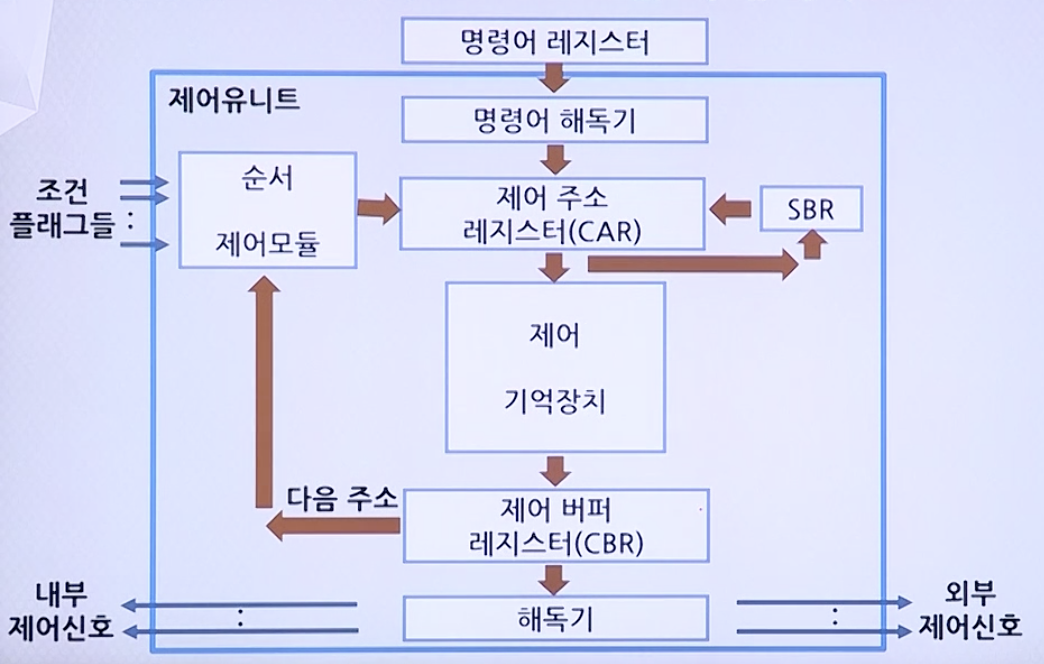 명령어 레지스터
제어유니트
명령어 해독기
순서
제어모듈
조건
플래그들 :
제어 주소
레지스터(CAR)
SBR
제어
기억장치
다음 주소
제어 버퍼
레지스터(CBR)
해독기
내부
제어신호
:
외부
제어신호
: